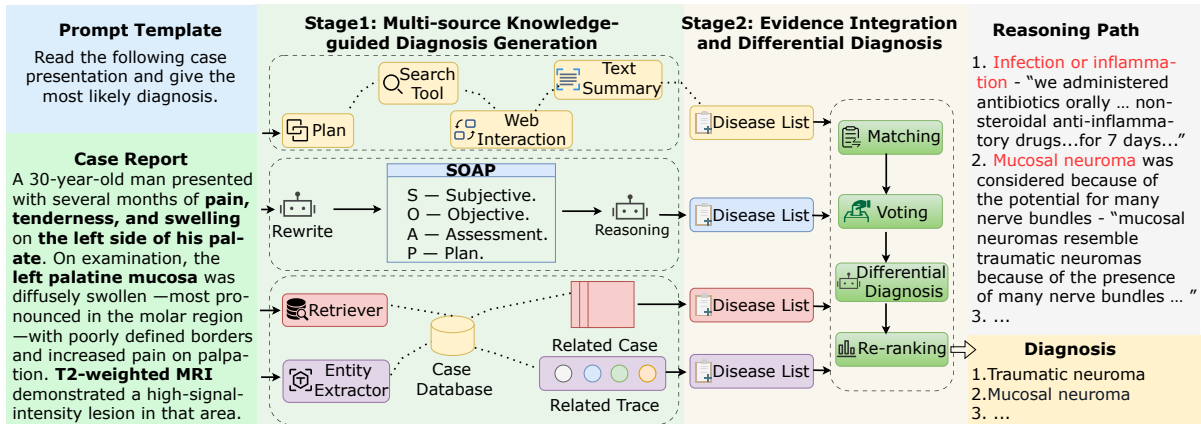 Prompt Template
Read the following case
presentation and give the
most likely diagnosis.
Case Report
A 30-year-old man presented
with several months of pain,
tenderness, and swelling
on the left side of his pal-
ate. On examination, the
left palatine mucosa was
diffusely swollen —most pro-
nounced in the molar region
—with poorly defined borders
and increased pain on palpa-
tion. T2-weighted MRI
demonstrated a high-signal-
intensity lesion in that area.
Stage1: Multi-source Knowledge-
guided Diagnosis Generation
Plan
Search
Tool
Web
Interaction
Text
Summary
Rewrite
SOAP
S — Subjective.
O — Objective.
A — Assessment.
P — Plan.
Reasoning
Retriever
Entity
Extractor
Case
Database
Related Case
Related Trace
Stage2: Evidence Integration
and Differential Diagnosis
Disease List
Disease List
Disease List
Disease List
Matching
Voting
Differential
Diagnosis
Re-ranking
Reasoning Path
1. Infection or inflamma-
tion - “we administered
antibiotics orally ... non-
steroidal anti-inflamma-
tory drugs...for 7 days...”
2. Mucosal neuroma was
considered because of
the potential for many
nerve bundles - “mucosal
neuromas resemble
traumatic neuromas
because of the presence
of many nerve bundles ... ”
3. ...
Diagnosis
1.Traumatic neuroma
2.Mucosal neuroma
3. ...